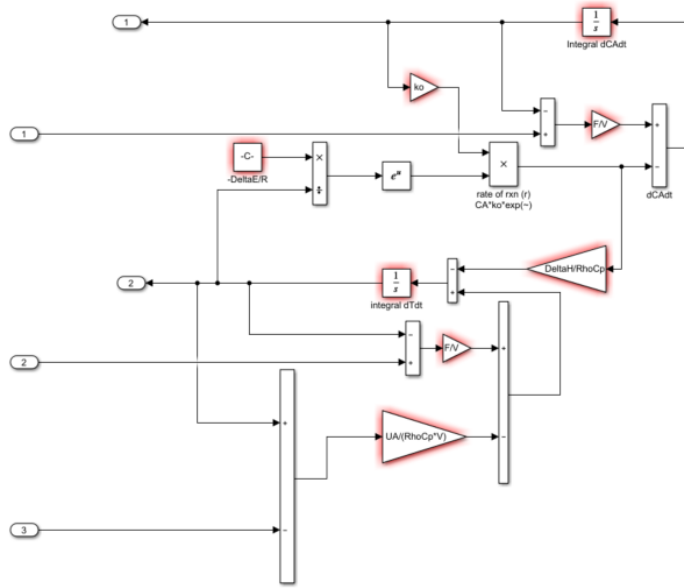 1
1
s
Integral dCAdt
ko
−
+
F/V
+
−
dCAdt
1
-C-
-DeltaE/R
×
÷
eᵘ
×
rate of rxn (r)
CA*ko*exp(~)
DeltaH/RhoCp
2
1
s
integral dTdt
−
+
−
+
F/V
+
−
2
+
−
UA/(RhoCp*V)
3